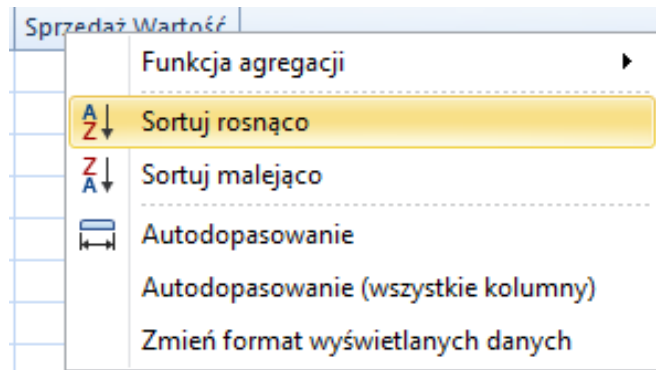 Sprzedaż Wartość
Funkcja agregacji
Sortuj rosnąco
Sortuj malejąco
Autodopasowanie
Autodopasowanie (wszystkie kolumny)
Zmień format wyświetlanych danych